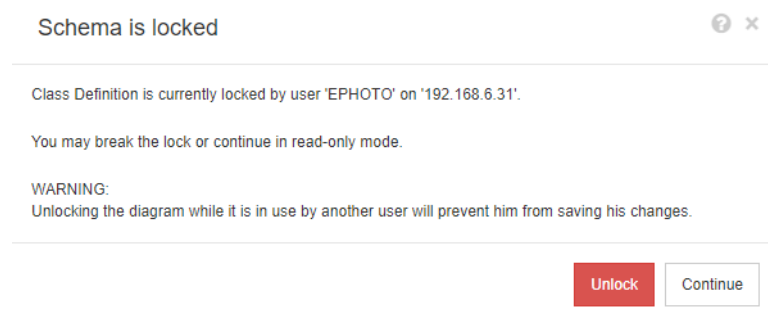 Schema is locked
Class Definition is currently locked by user 'EPHOTO' on '192.168.6.31'.
You may break the lock or continue in read-only mode.
WARNING:
Unlocking the diagram while it is in use by another user will prevent him from saving his changes.
Unlock Continue